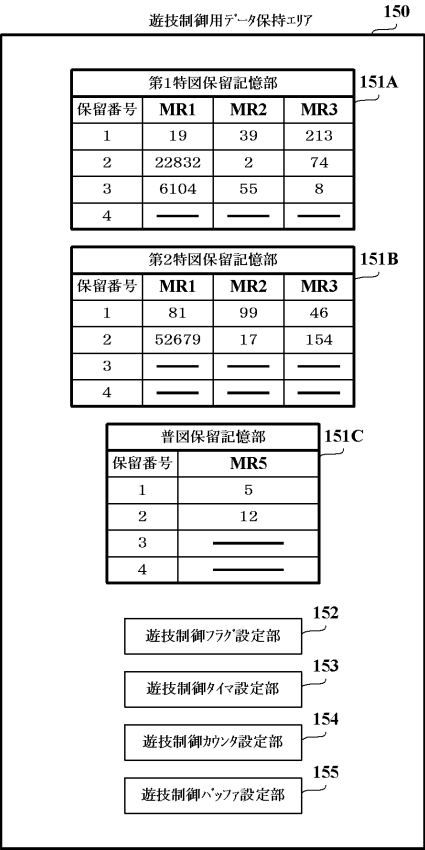 遊技制御用ﾃﾞｰﾀ保持エリア 150
第1特図保留記憶部 151A
保留番号 MR1 MR2 MR3
1 19 39 213
2 22832 2 74
3 6104 55 8
4
第2特図保留記憶部 151B
保留番号 MR1 MR2 MR3
1 81 99 46
2 52679 17 154
3
4
普図保留記憶部 151C
保留番号 MR5
1 5
2 12
3
4
遊技制御ﾌﾗｸﾞ設定部 152
遊技制御ﾀｲﾏ設定部 153
遊技制御ｶｳﾝﾀ設定部 154
遊技制御ﾊﾞｯﾌｧ設定部 155